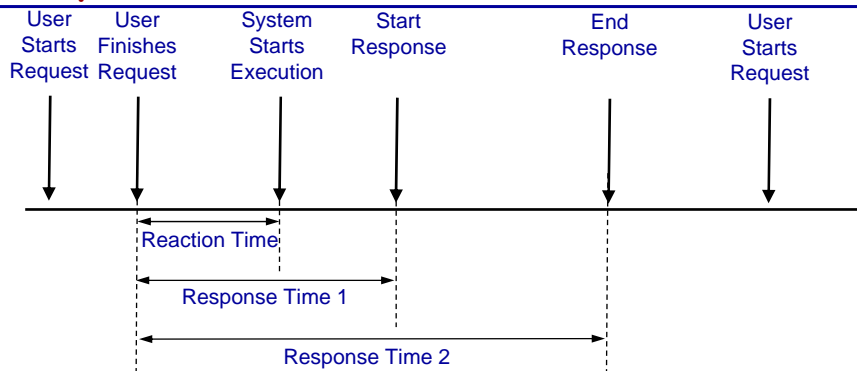 User
Starts
Request
User
Finishes
Request
System
Starts
Execution
Start
Response
End
Response
User
Starts
Request
Reaction Time
Response Time 1
Response Time 2